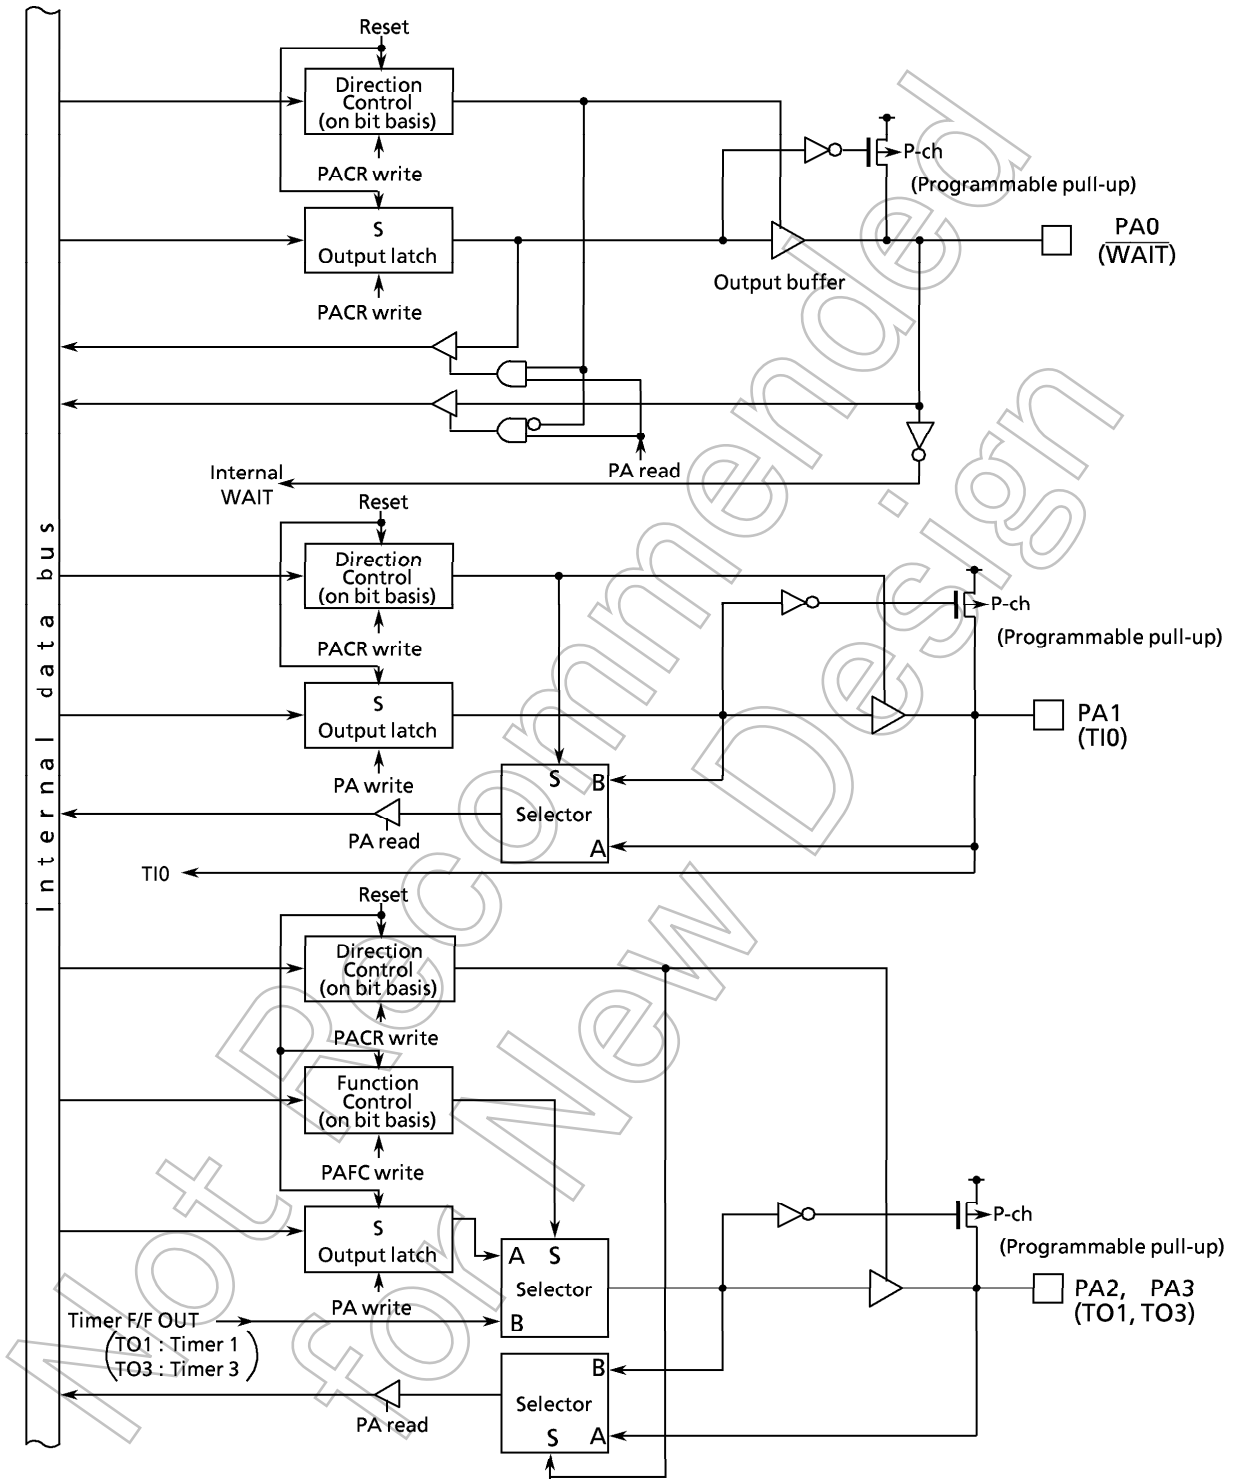 Reset
Direction
Control
(on bit basis)
PACR write
S
Output latch
PACR write
P-ch
(Programmable pull-up)
Output buffer
PA0
(WAIT)
PA read
Internal
WAIT
Internal data bus
Reset
Direction
Control
(on bit basis)
PACR write
S
Output latch
PA write
P-ch
(Programmable pull-up)
PA1
(TI0)
S B
Selector
A
PA read
TI0
Reset
Direction
Control
(on bit basis)
PACR write
Function
Control
(on bit basis)
PAFC write
S
Output latch
PA write
A S
Selector
B
P-ch
(Programmable pull-up)
PA2, PA3
(TO1, TO3)
Timer F/F OUT
(TO1 : Timer 1
TO3 : Timer 3)
B
Selector
S A
PA read
Not Recommended
for New Design